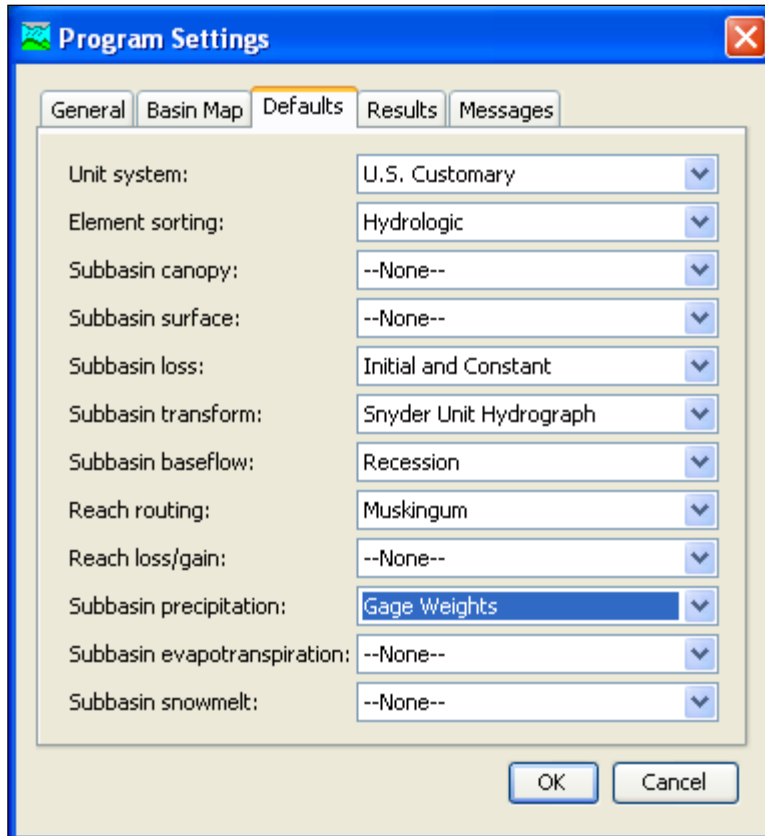 Program Settings
General Basin Map Defaults Results Messages
Unit system: U.S. Customary
Element sorting: Hydrologic
Subbasin canopy: --None--
Subbasin surface: --None--
Subbasin loss: Initial and Constant
Subbasin transform: Snyder Unit Hydrograph
Subbasin baseflow: Recession
Reach routing: Muskingum
Reach loss/gain: --None--
Subbasin precipitation: Gage Weights
Subbasin evapotranspiration: --None--
Subbasin snowmelt: --None--
OK Cancel